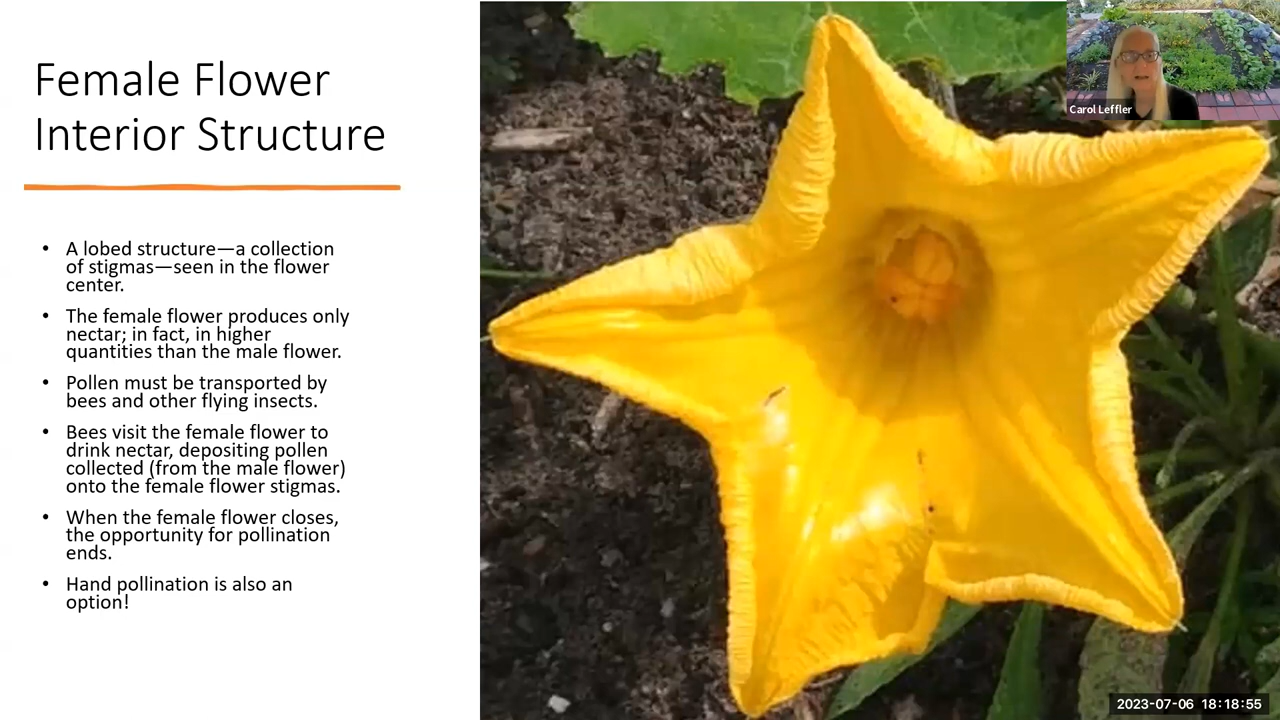 Female Flower
Interior Structure
• A lobed structure—a collection
of stigmas—seen in the flower
center.
• The female flower produces only
nectar; in fact, in higher
quantities than the male flower.
• Pollen must be transported by
bees and other flying insects.
• Bees visit the female flower to
drink nectar, depositing pollen
collected (from the male flower)
onto the female flower stigmas.
• When the female flower closes,
the opportunity for pollination
ends.
• Hand pollination is also an
option!
Carol Leffler
2023-07-06 18:18:55